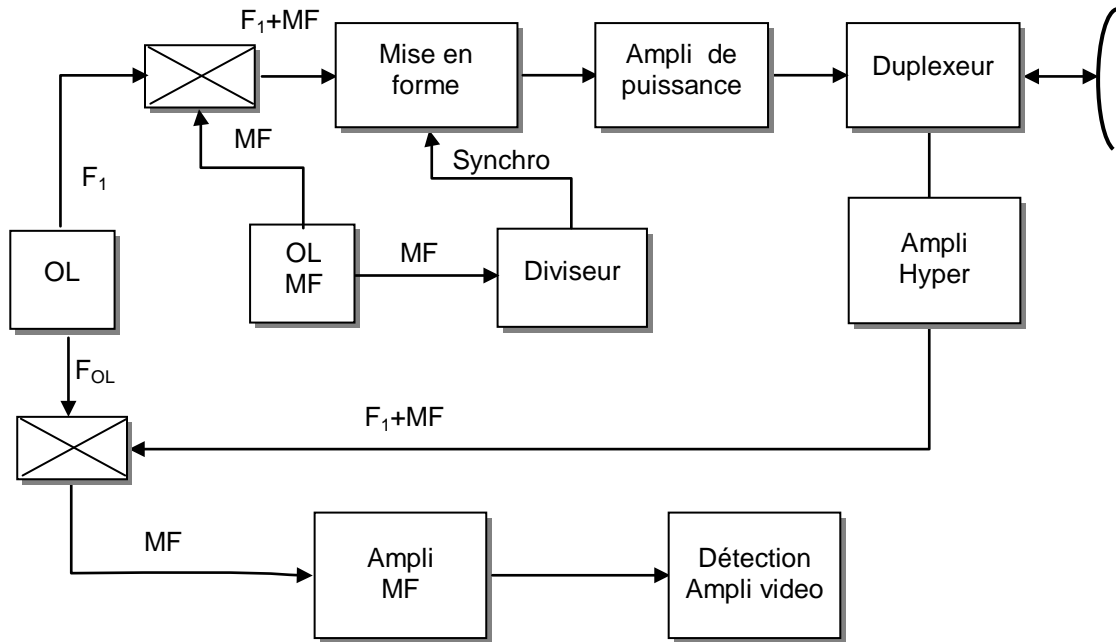 F1+MF
Mise en
forme
Ampli de
puissance
Duplexeur
MF
Synchro
F1
OL
OL
MF
MF
Diviseur
Ampli
Hyper
FOL
F1+MF
MF
Ampli
MF
Détection
Ampli video